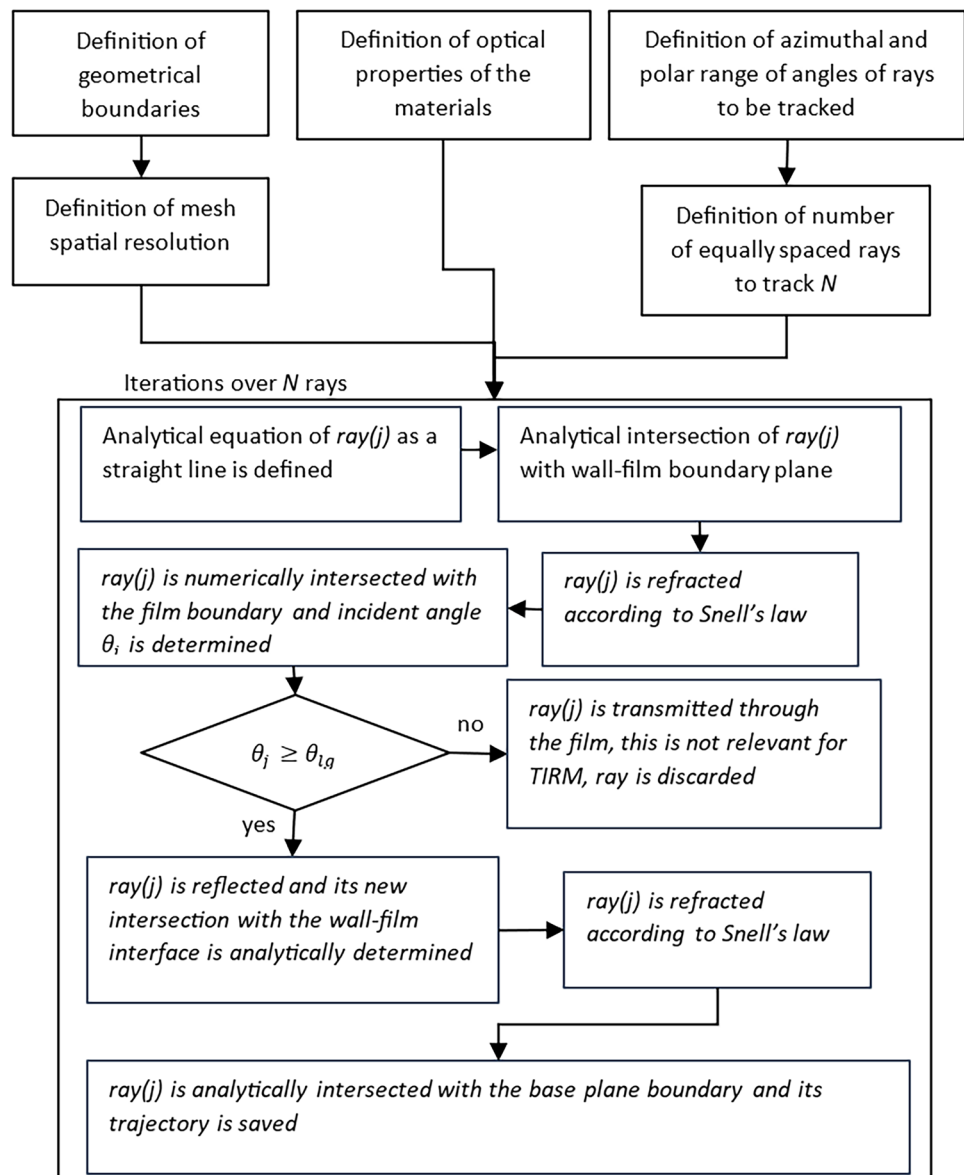 Definition of
geometrical
boundaries
Definition of optical
properties of the
materials
Definition of azimuthal and
polar range of angles of rays
to be tracked
Definition of mesh
spatial resolution
Definition of number
of equally spaced rays
to track N
Iterations over N rays
Analytical equation of ray(j) as a
straight line is defined
Analytical intersection of ray(j)
with wall-film boundary plane
ray(j) is refracted
according to Snell's law
ray(j) is numerically intersected with
the film boundary and incident angle
θⱼ is determined
θⱼ ≥ θl,g
no
ray(j) is transmitted through
the film, this is not relevant for
TIRM, ray is discarded
yes
ray(j) is reflected and its new
intersection with the wall-film
interface is analytically determined
ray(j) is refracted
according to Snell's law
ray(j) is analytically intersected with the base plane boundary and its
trajectory is saved